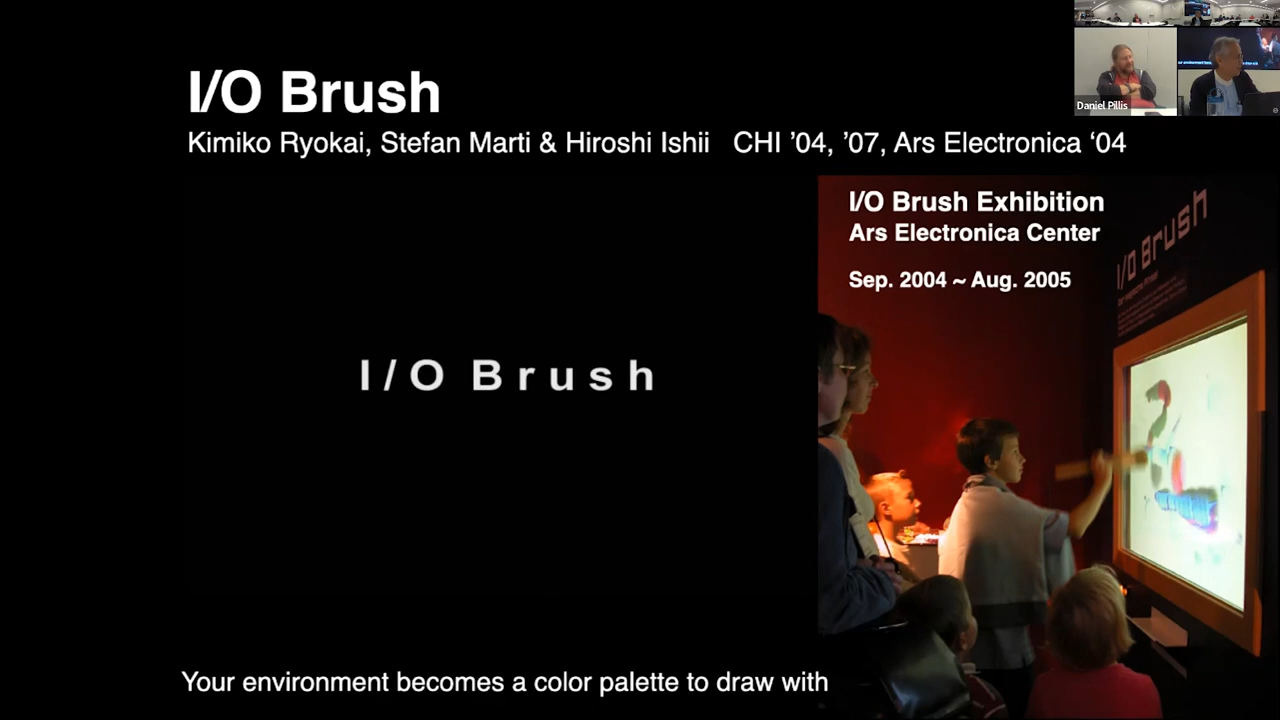 I/O Brush
Kimiko Ryokai, Stefan Marti & Hiroshi Ishii CHI ’04, ’07, Ars Electronica ‘04
Daniel Pillis
I/O Brush Exhibition
Ars Electronica Center
Sep. 2004 ~ Aug. 2005
I/O Brush
I/O Brush
Your environment becomes a color palette to draw with